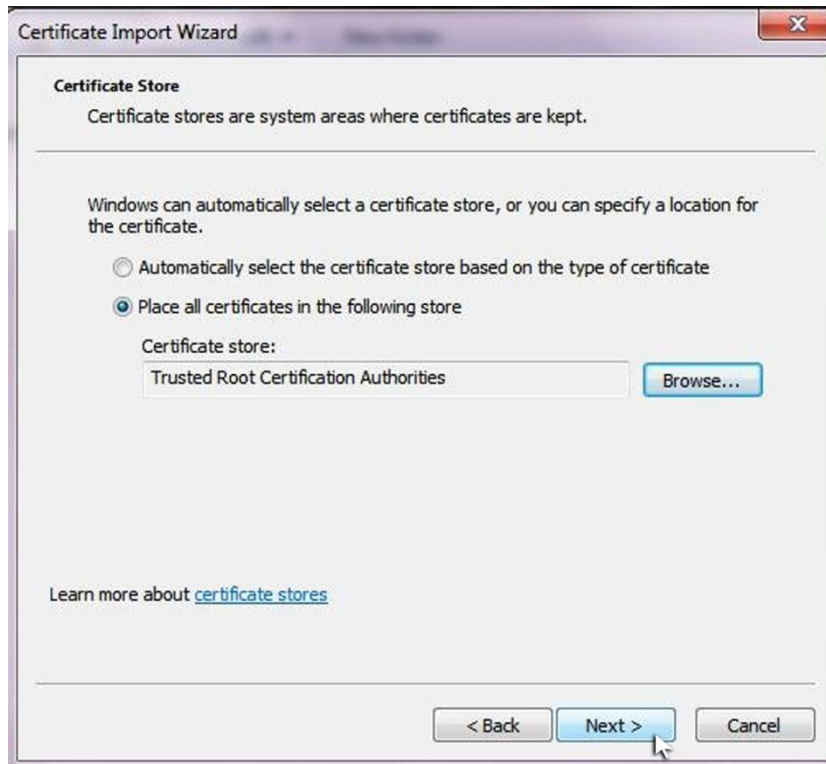 Certificate Import Wizard
Certificate Store
Certificate stores are system areas where certificates are kept.
Windows can automatically select a certificate store, or you can specify a location for
the certificate.
Automatically select the certificate store based on the type of certificate
Place all certificates in the following store
Certificate store:
Trusted Root Certification Authorities
Browse...
Learn more about certificate stores
< Back Next > Cancel